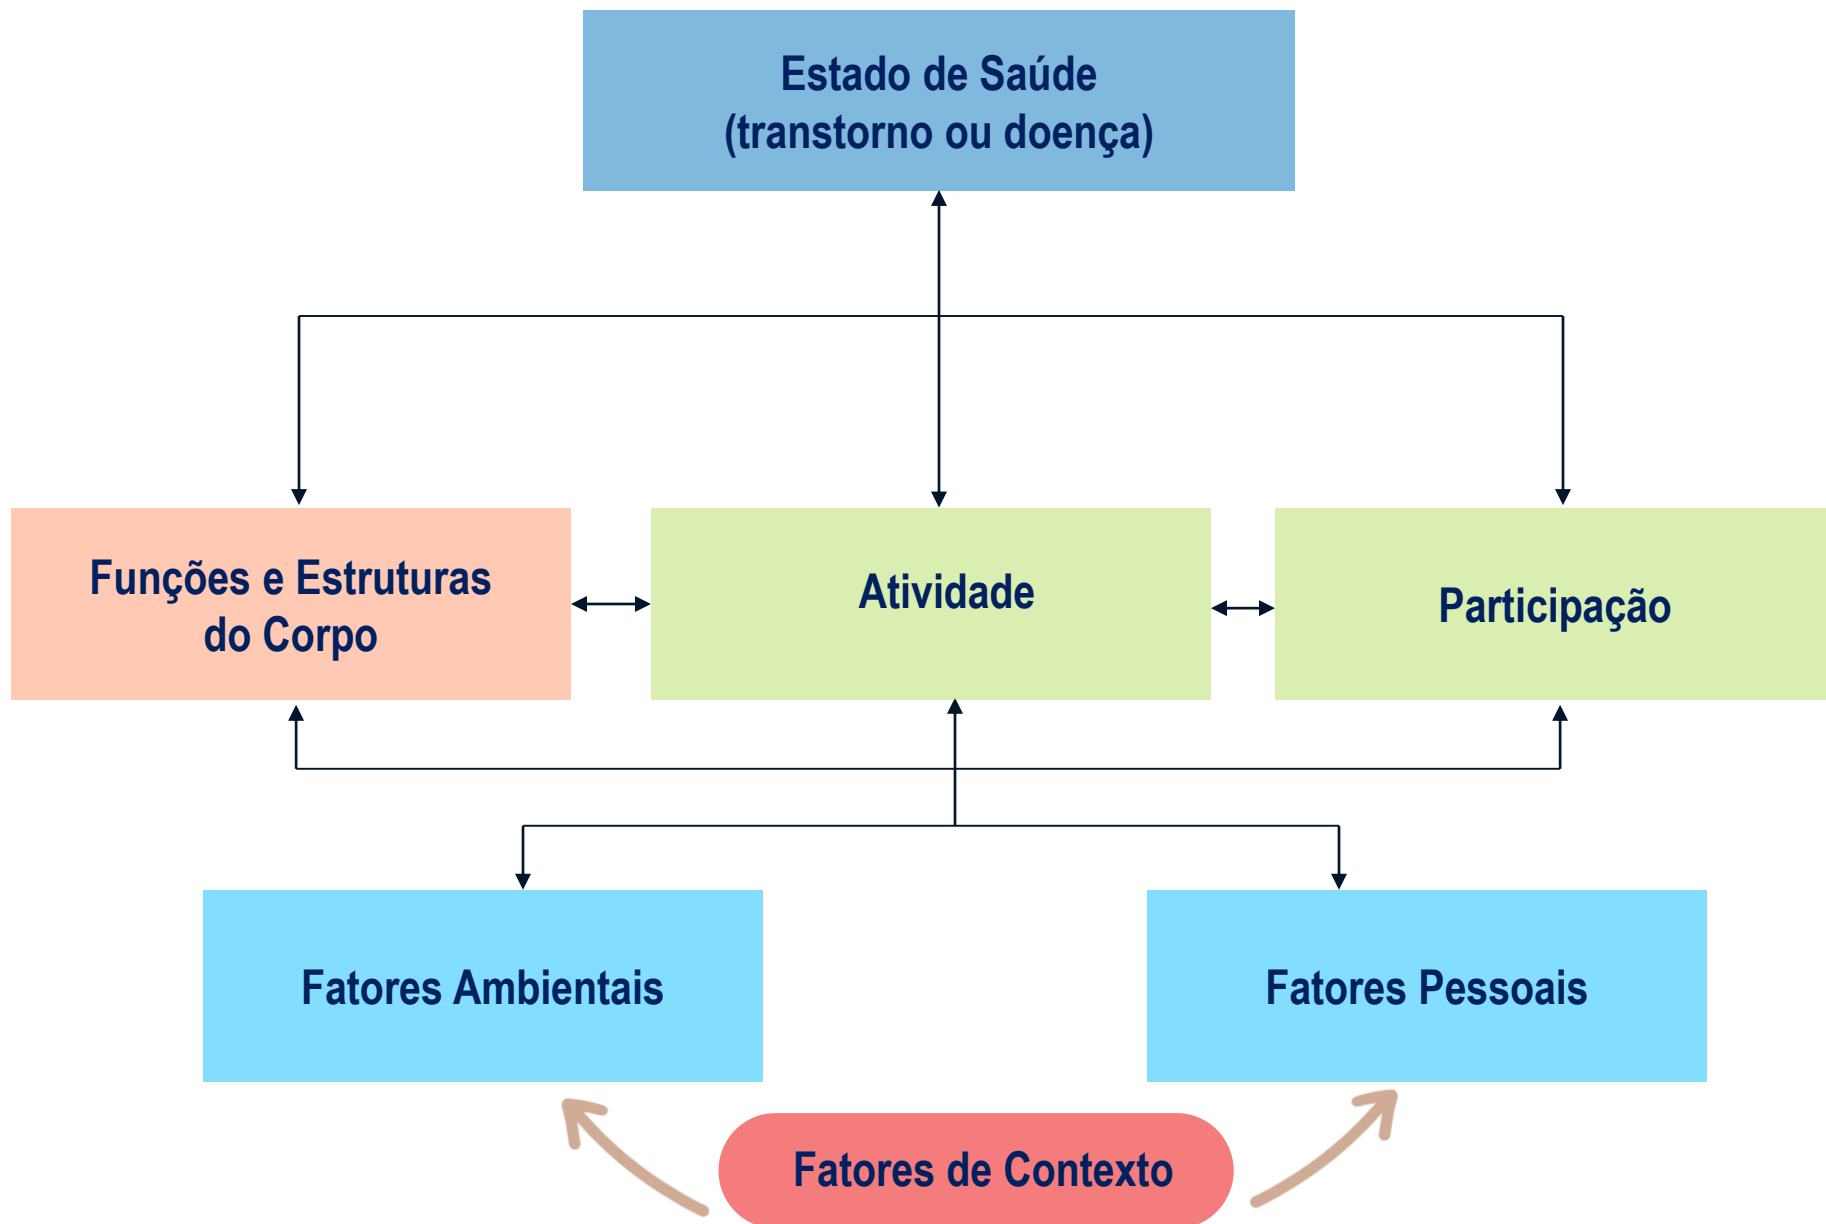 Estado de Saúde
(transtorno ou doença)
Funções e Estruturas
do Corpo
Atividade
Participação
Fatores Ambientais
Fatores Pessoais
Fatores de Contexto